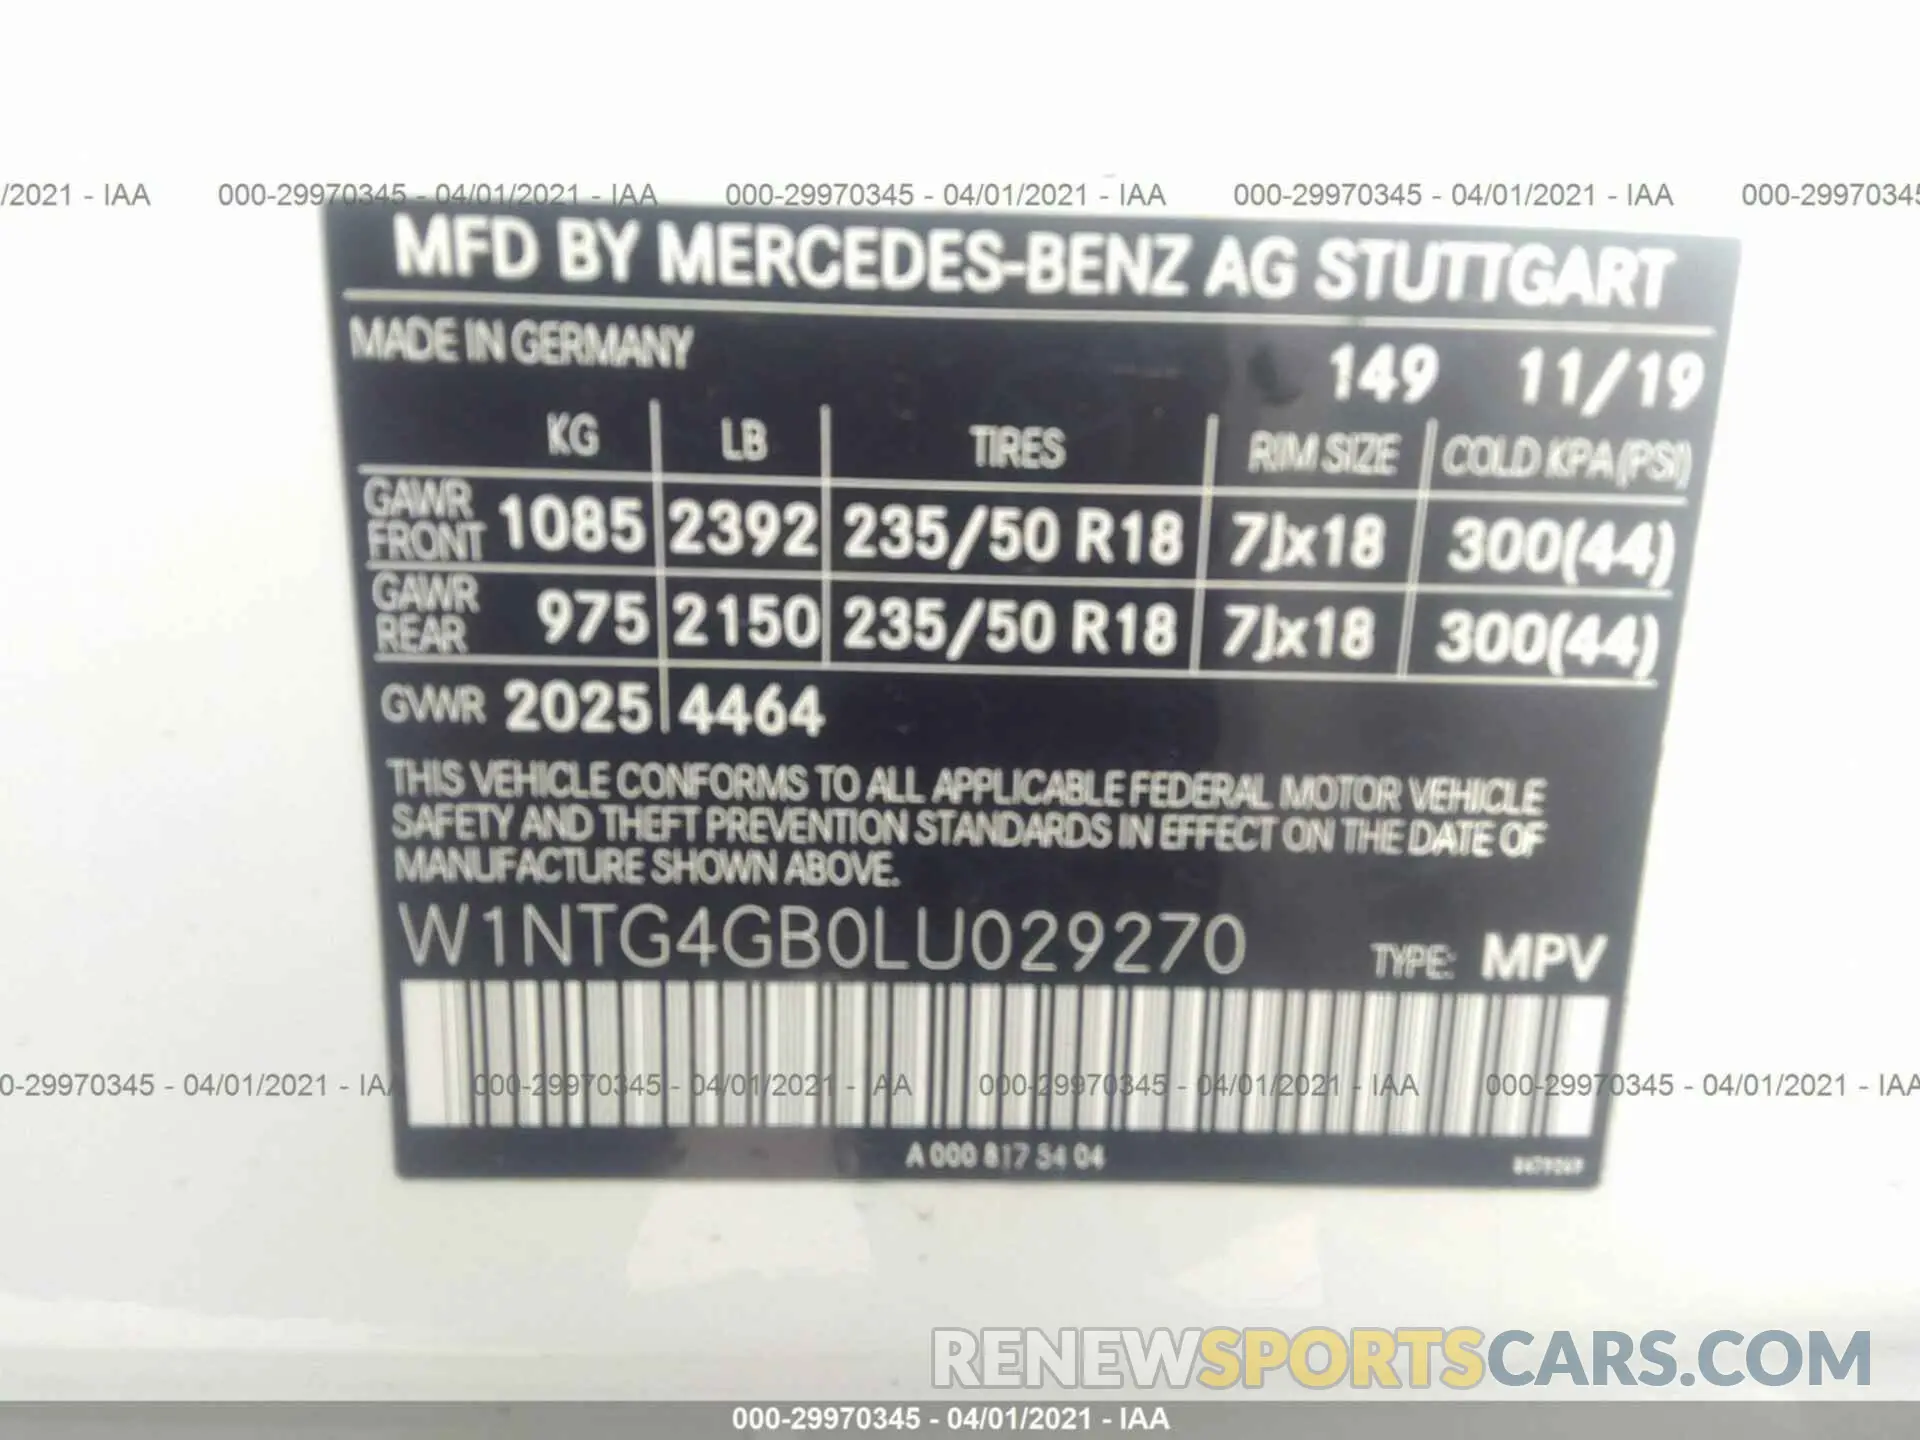 /2021 - IAA 000-29970345 - 04/01/2021 - IAA 000-29970345 - 04/01/2021 - IAA 000-29970345 - 04/01/2021 - IAA 000-2997034
MFD BY MERCEDES-BENZ AG STUTTGART
MADE IN GERMANY 149 11/19
KG LB TIRES RIM SIZE COLD KPA(PSI)
GAWR FRONT 1085 2392 235/50 R18 7Jx18 300(44)
GAWR REAR 975 2150 235/50 R18 7Jx18 300(44)
GVWR 2025 4464
THIS VEHICLE CONFORMS TO ALL APPLICABLE FEDERAL MOTOR VEHICLE
SAFETY AND THEFT PREVENTION STANDARDS IN EFFECT ON THE DATE OF
MANUFACTURE SHOWN ABOVE.
W1NTG4GB0LU029270 TYPE: MPV
0-29970345 - 04/01/2021 - IAA 000-29970345 - 04/01/2021 - IAA 000-29970345 - 04/01/2021 - IAA 000-29970345 - 04/01/2021 - IAA
A 000 817 54 04
RENEWSPORTSCARS.COM
000-29970345 - 04/01/2021 - IAA